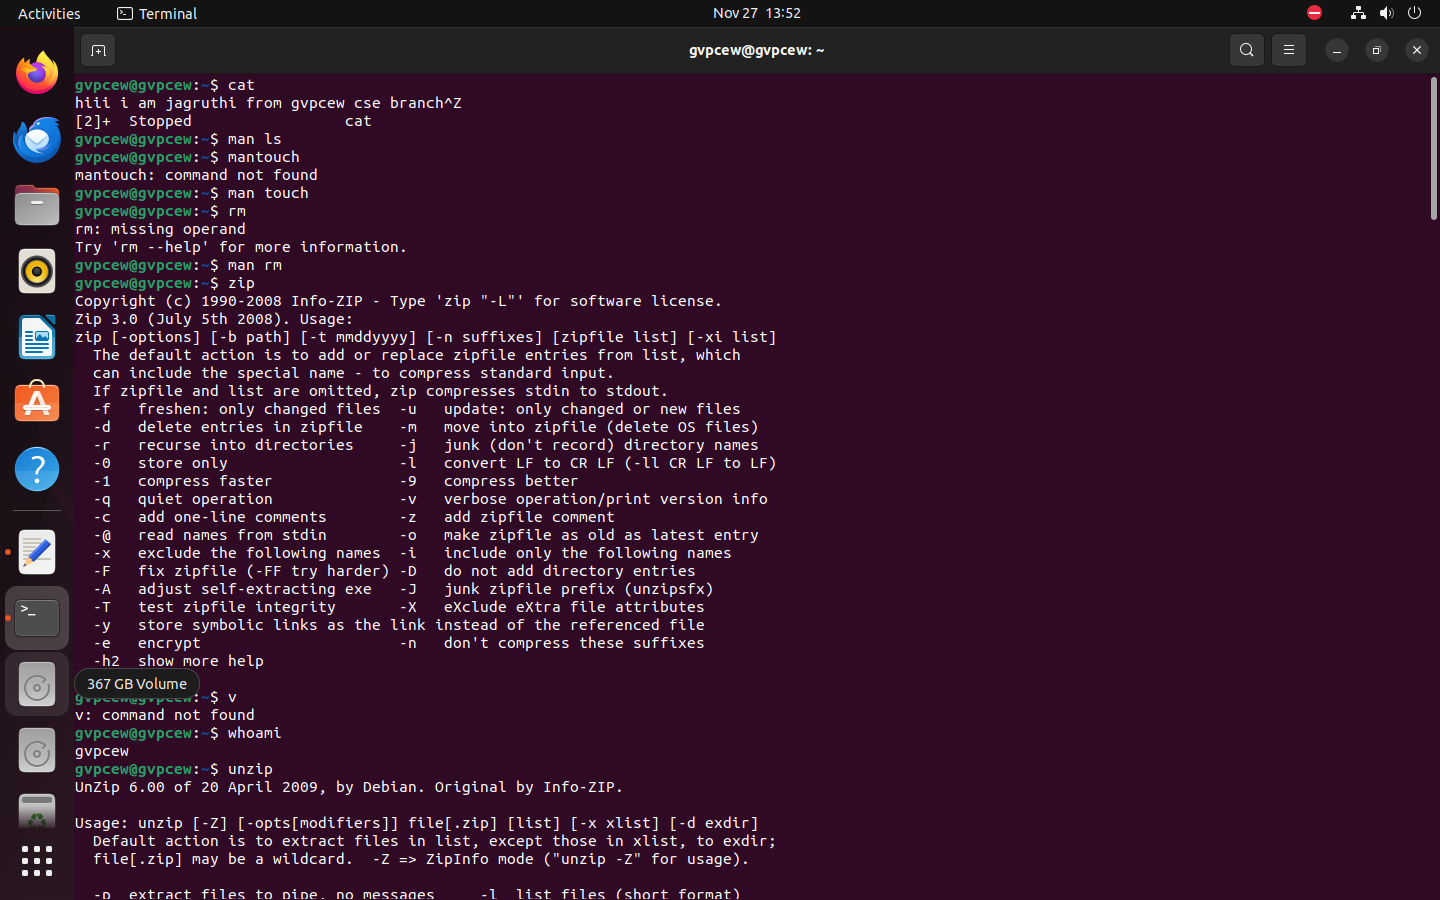 Activities Terminal Nov 27 13:52
gvpcew@gvpcew: ~
gvpcew@gvpcew:~$ cat
hiii i am jagruthi from gvpcew cse branch^Z
[2]+  Stopped                 cat
gvpcew@gvpcew:~$ man ls
gvpcew@gvpcew:~$ mantouch
mantouch: command not found
gvpcew@gvpcew:~$ man touch
gvpcew@gvpcew:~$ rm
rm: missing operand
Try 'rm --help' for more information.
gvpcew@gvpcew:~$ man rm
gvpcew@gvpcew:~$ zip
Copyright (c) 1990-2008 Info-ZIP - Type 'zip "-L"' for software license.
Zip 3.0 (July 5th 2008). Usage:
zip [-options] [-b path] [-t mmddyyyy] [-n suffixes] [zipfile list] [-xi list]
  The default action is to add or replace zipfile entries from list, which
  can include the special name - to compress standard input.
  If zipfile and list are omitted, zip compresses stdin to stdout.
  -f   freshen: only changed files  -u   update: only changed or new files
  -d   delete entries in zipfile    -m   move into zipfile (delete OS files)
  -r   recurse into directories     -j   junk (don't record) directory names
  -0   store only                   -l   convert LF to CR LF (-ll CR LF to LF)
  -1   compress faster              -9   compress better
  -q   quiet operation              -v   verbose operation/print version info
  -c   add one-line comments        -z   add zipfile comment
  -@   read names from stdin        -o   make zipfile as old as latest entry
  -x   exclude the following names  -i   include only the following names
  -F   fix zipfile (-FF try harder) -D   do not add directory entries
  -A   adjust self-extracting exe   -J   junk zipfile prefix (unzipsfx)
  -T   test zipfile integrity       -X   eXclude eXtra file attributes
  -y   store symbolic links as the link instead of the referenced file
  -e   encrypt                      -n   don't compress these suffixes
  -h2  show more help
367 GB Volume
gvpcew@gvpcew:~$ v
v: command not found
gvpcew@gvpcew:~$ whoami
gvpcew
gvpcew@gvpcew:~$ unzip
UnZip 6.00 of 20 April 2009, by Debian. Original by Info-ZIP.
Usage: unzip [-Z] [-opts[modifiers]] file[.zip] [list] [-x xlist] [-d exdir]
  Default action is to extract files in list, except those in xlist, to exdir;
  file[.zip] may be a wildcard.  -Z => ZipInfo mode ("unzip -Z" for usage).
  -p  extract files to pipe, no messages     -l  list files (short format)